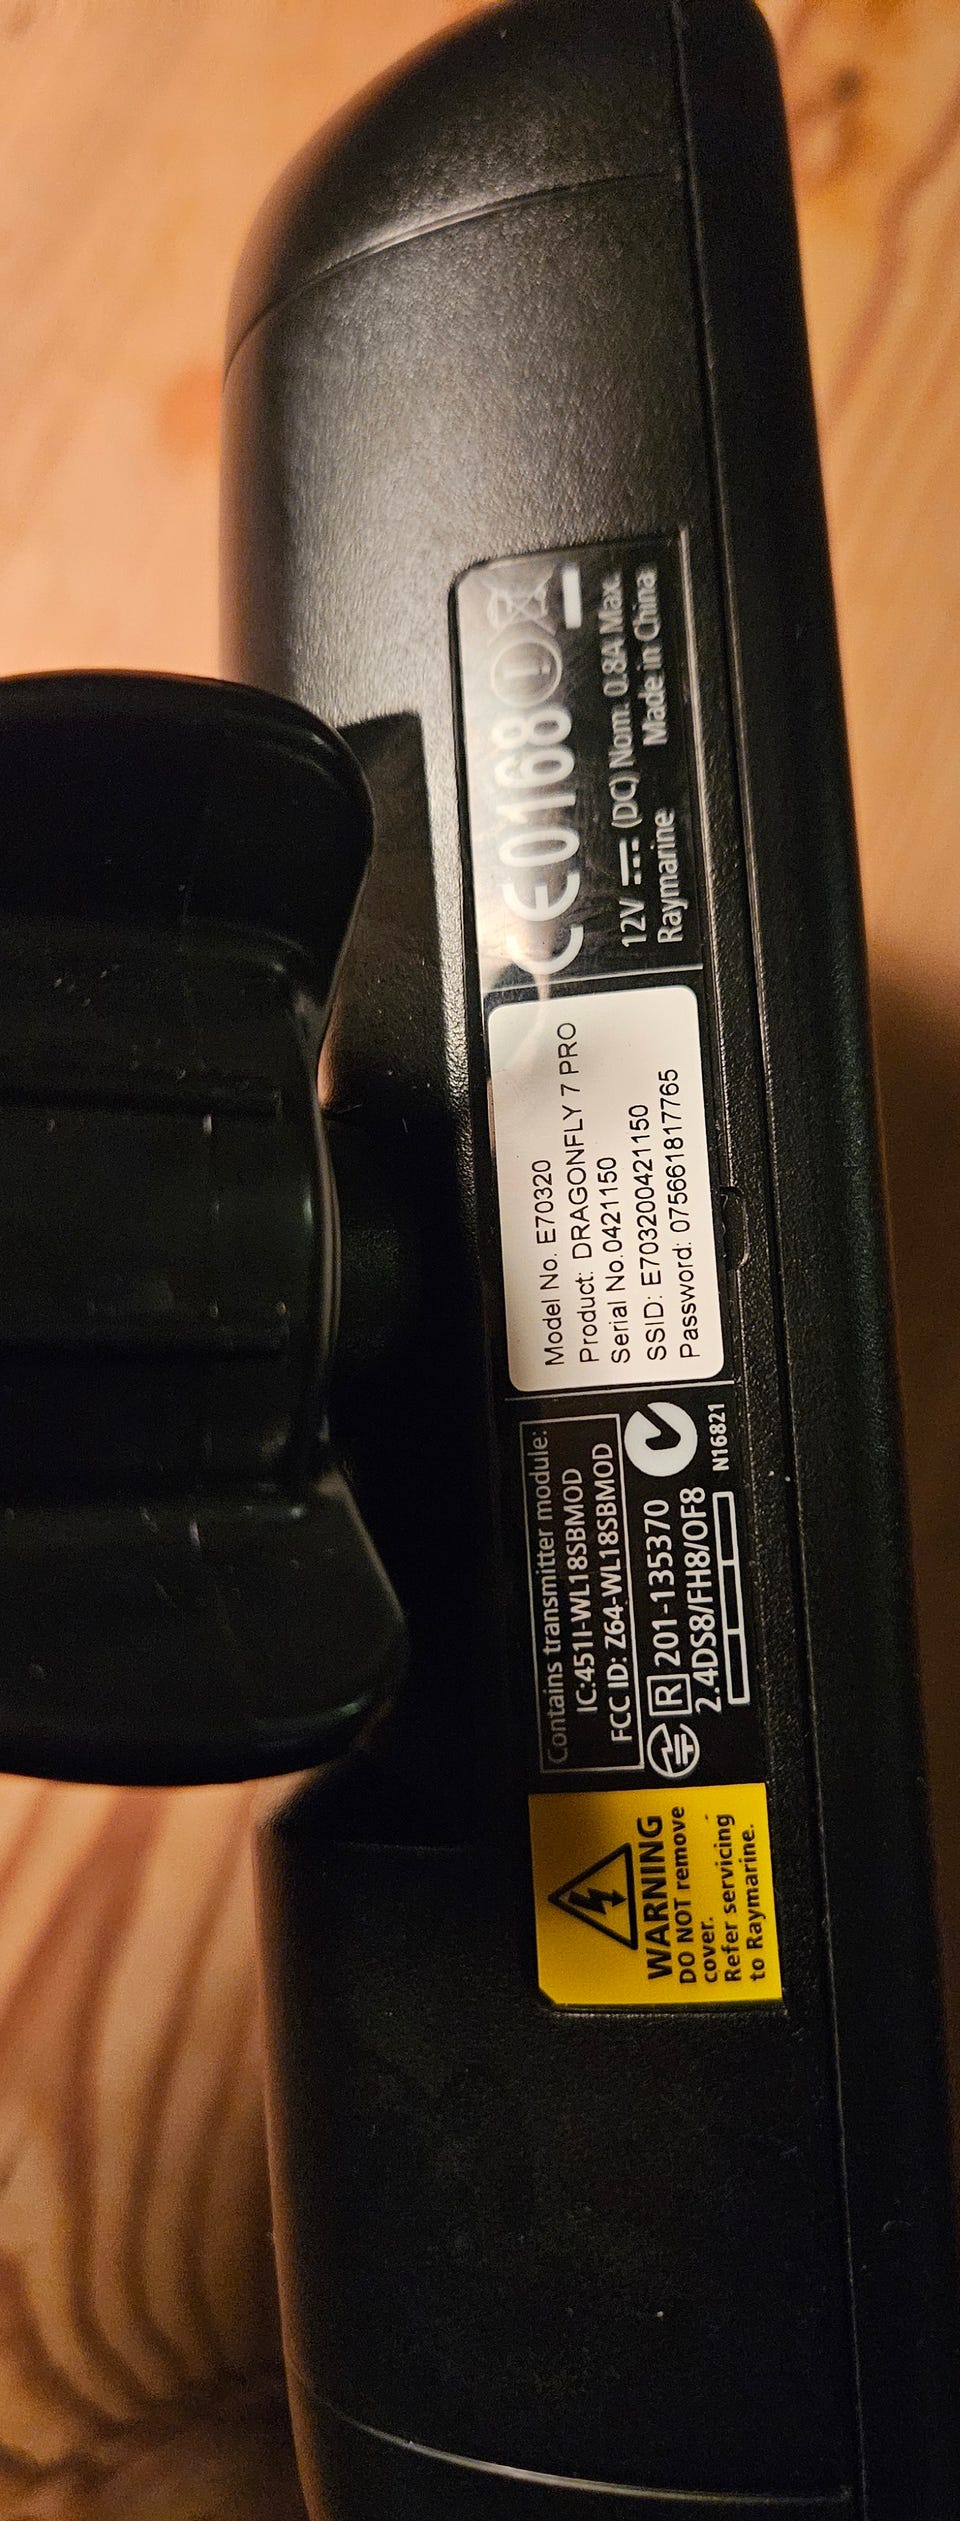 WARNING
DO NOT remove
cover.
Refer servicing
to Raymarine.
Contains transmitter module:
IC:451I-WL18SBMOD
FCC ID: Z64-WL18SBMOD
R 201-135370
2.4DS8/FH8/OF8
N16821
Model No. E70320
Product: DRAGONFLY 7 PRO
Serial No.0421150
SSID: E703200421150
Password: 075661817765
CE0168
12V (DC) Nom. 0.8A Max.
Raymarine Made in China